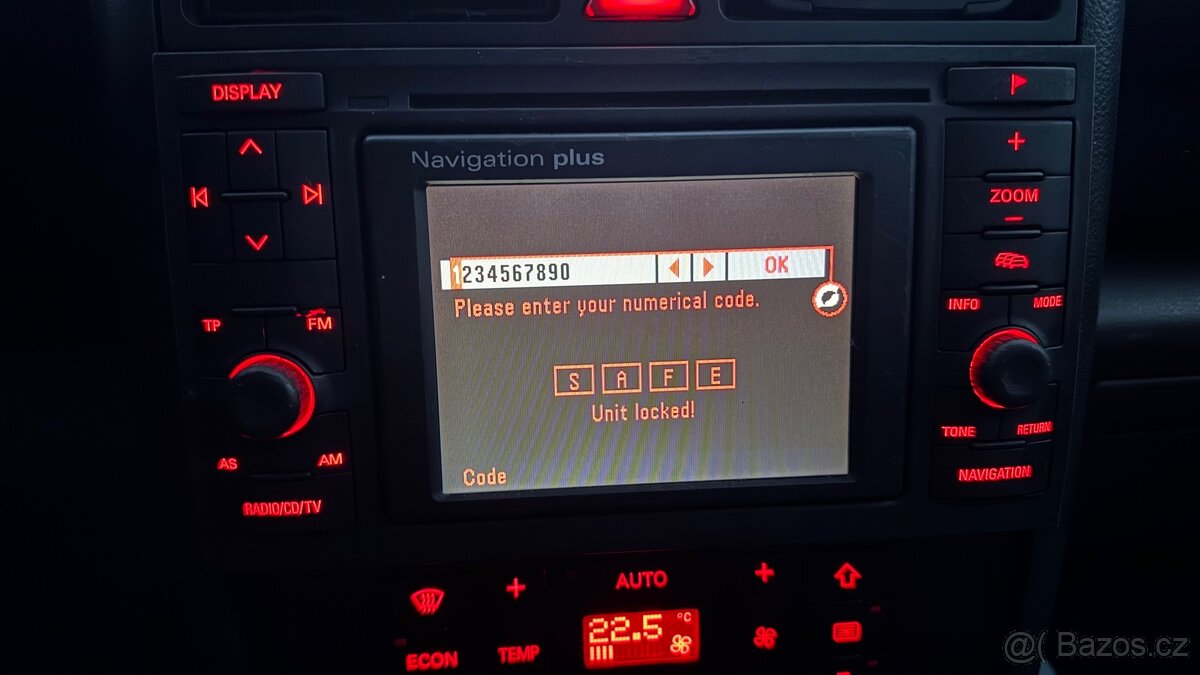 DISPLAY
Navigation plus
+
ZOOM
-
1234567890
OK
Please enter your numerical code.
TP
FM
INFO
MODE
S A F E
Unit locked!
AS
AM
TONE
RETURN
Code
NAVIGATION
RADIO/CD/TV
+
AUTO
+
22.5 °C
ECON
TEMP
@( Bazos.cz